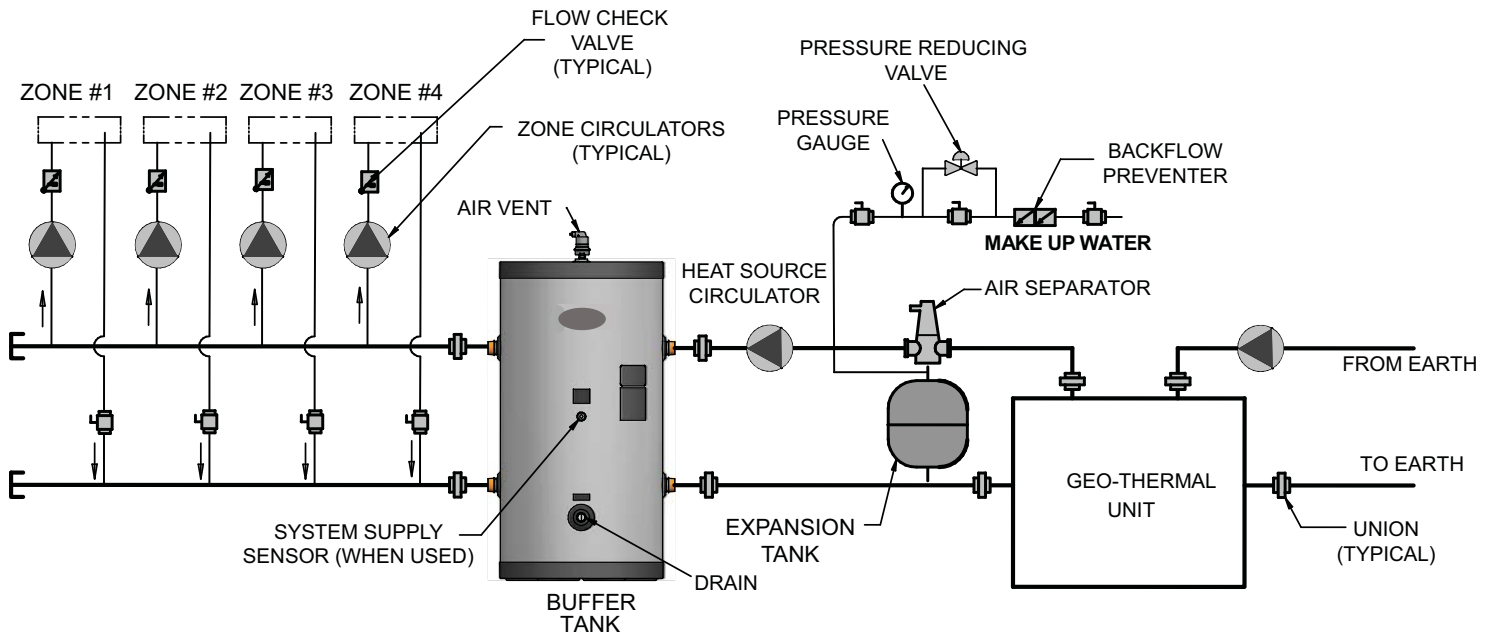 FLOW CHECK
VALVE
(TYPICAL)
PRESSURE REDUCING
VALVE
ZONE #1
ZONE #2
ZONE #3
ZONE #4
ZONE CIRCULATORS
(TYPICAL)
PRESSURE
GAUGE
BACKFLOW
PREVENTER
AIR VENT
MAKE UP WATER
HEAT SOURCE
CIRCULATOR
AIR SEPARATOR
FROM EARTH
TO EARTH
GEO-THERMAL
UNIT
SYSTEM SUPPLY
SENSOR (WHEN USED)
EXPANSION
TANK
UNION
(TYPICAL)
DRAIN
BUFFER
TANK